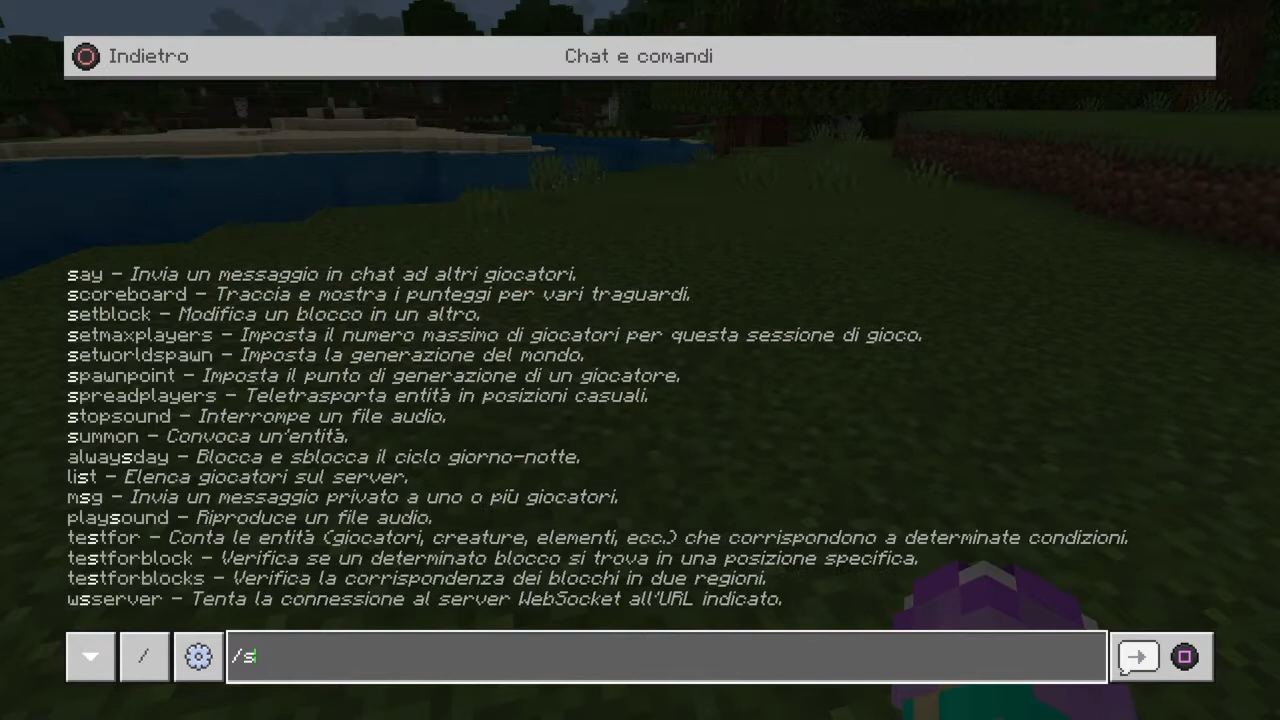 Indietro
Chat e comandi
say - Invia un messaggio in chat ad altri giocatori.
scoreboard - Traccia e mostra i punteggi per vari traguardi.
setblock - Modifica un blocco in un altro.
setmaxplayers - Imposta il numero massimo di giocatori per questa sessione di gioco.
setworldspawn - Imposta la generazione del mondo.
spawnpoint - Imposta il punto di generazione di un giocatore.
spreadplayers - Teletrasporta entità in posizioni casuali.
stopsound - Interrompe un file audio.
summon - Convoca un'entità.
alwaysday - Blocca e sblocca il ciclo giorno-notte.
list - Elenca giocatori sul server.
msg - Invia un messaggio privato a uno o più giocatori.
playsound - Riproduce un file audio.
testfor - Conta le entità (giocatori, creature, elementi, ecc.) che corrispondono a determinate condizioni.
testforblock - Verifica se un determinato blocco si trova in una posizione specifica.
testforblocks - Verifica la corrispondenza dei blocchi in due regioni.
wsserver - Tenta la connessione al server WebSocket all'URL indicato.
/
/s